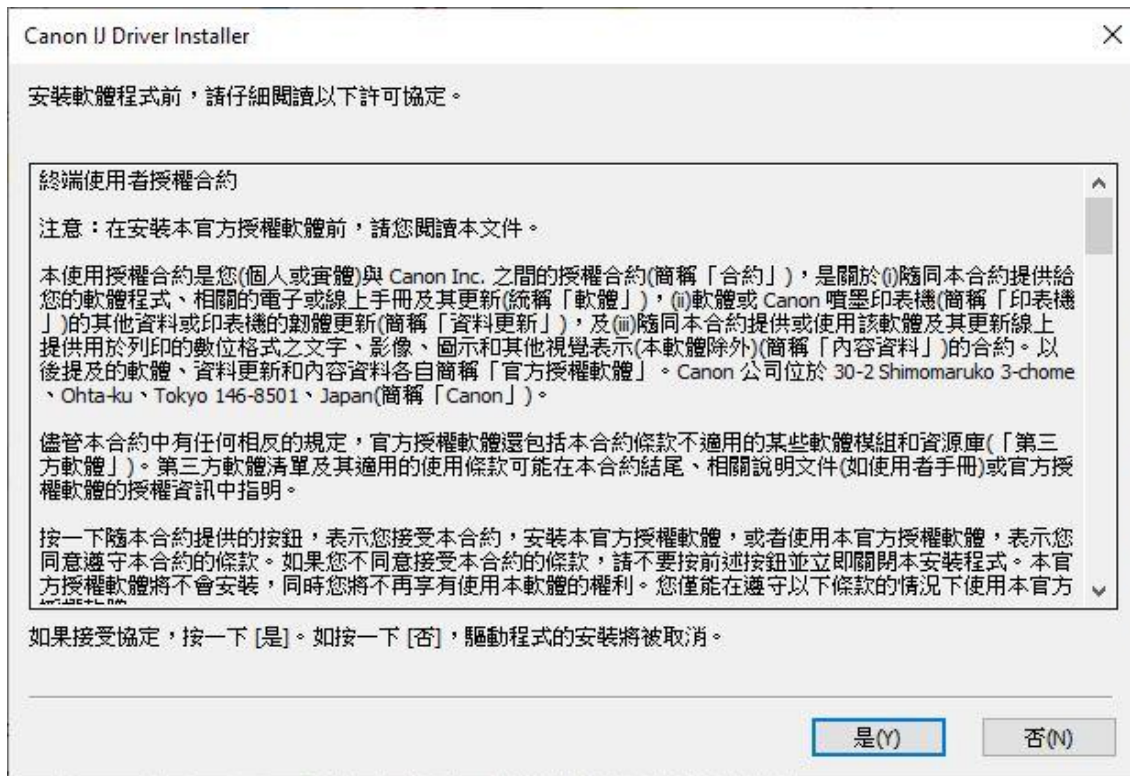 Canon IJ Driver Installer
安裝軟體程式前，請仔細閱讀以下許可協定。
終端使用者授權合約
注意：在安裝本官方授權軟體前，請您閱讀本文件。
本使用授權合約是您(個人或實體)與 Canon Inc. 之間的授權合約(簡稱「合約」)，是關於(i)隨同本合約提供給
您的軟體程式、相關的電子或線上手冊及其更新(統稱「軟體」)，(ii)軟體或 Canon 噴墨印表機(簡稱「印表機
」)的其他資料或印表機的韌體更新(簡稱「資料更新」)，及(iii)隨同本合約提供或使用該軟體及其更新線上
提供用於列印的數位格式之文字、影像、圖示和其他視覺表示(本軟體除外)(簡稱「內容資料」)的合約。以
後提及的軟體、資料更新和內容資料各自簡稱「官方授權軟體」。Canon 公司位於 30-2 Shimomaruko 3-chome
、Ohta-ku、Tokyo 146-8501、Japan(簡稱「Canon」)。
儘管本合約中有任何相反的規定，官方授權軟體還包括本合約條款不適用的某些軟體模組和資源庫(「第三
方軟體」)。第三方軟體清單及其適用的使用條款可能在本合約結尾、相關說明文件(如使用者手冊)或官方授
權軟體的授權資訊中指明。
按一下隨本合約提供的按鈕，表示您接受本合約，安裝本官方授權軟體，或者使用本官方授權軟體，表示您
同意遵守本合約的條款。如果您不同意接受本合約的條款，請不要按前述按鈕並立即關閉本安裝程式。本官
方授權軟體將不會安裝，同時您將不再享有使用本軟體的權利。您僅能在遵守以下條款的情況下使用本官方
如果接受協定，按一下 [是]。如按一下 [否]，驅動程式的安裝將被取消。
是(Y)
否(N)